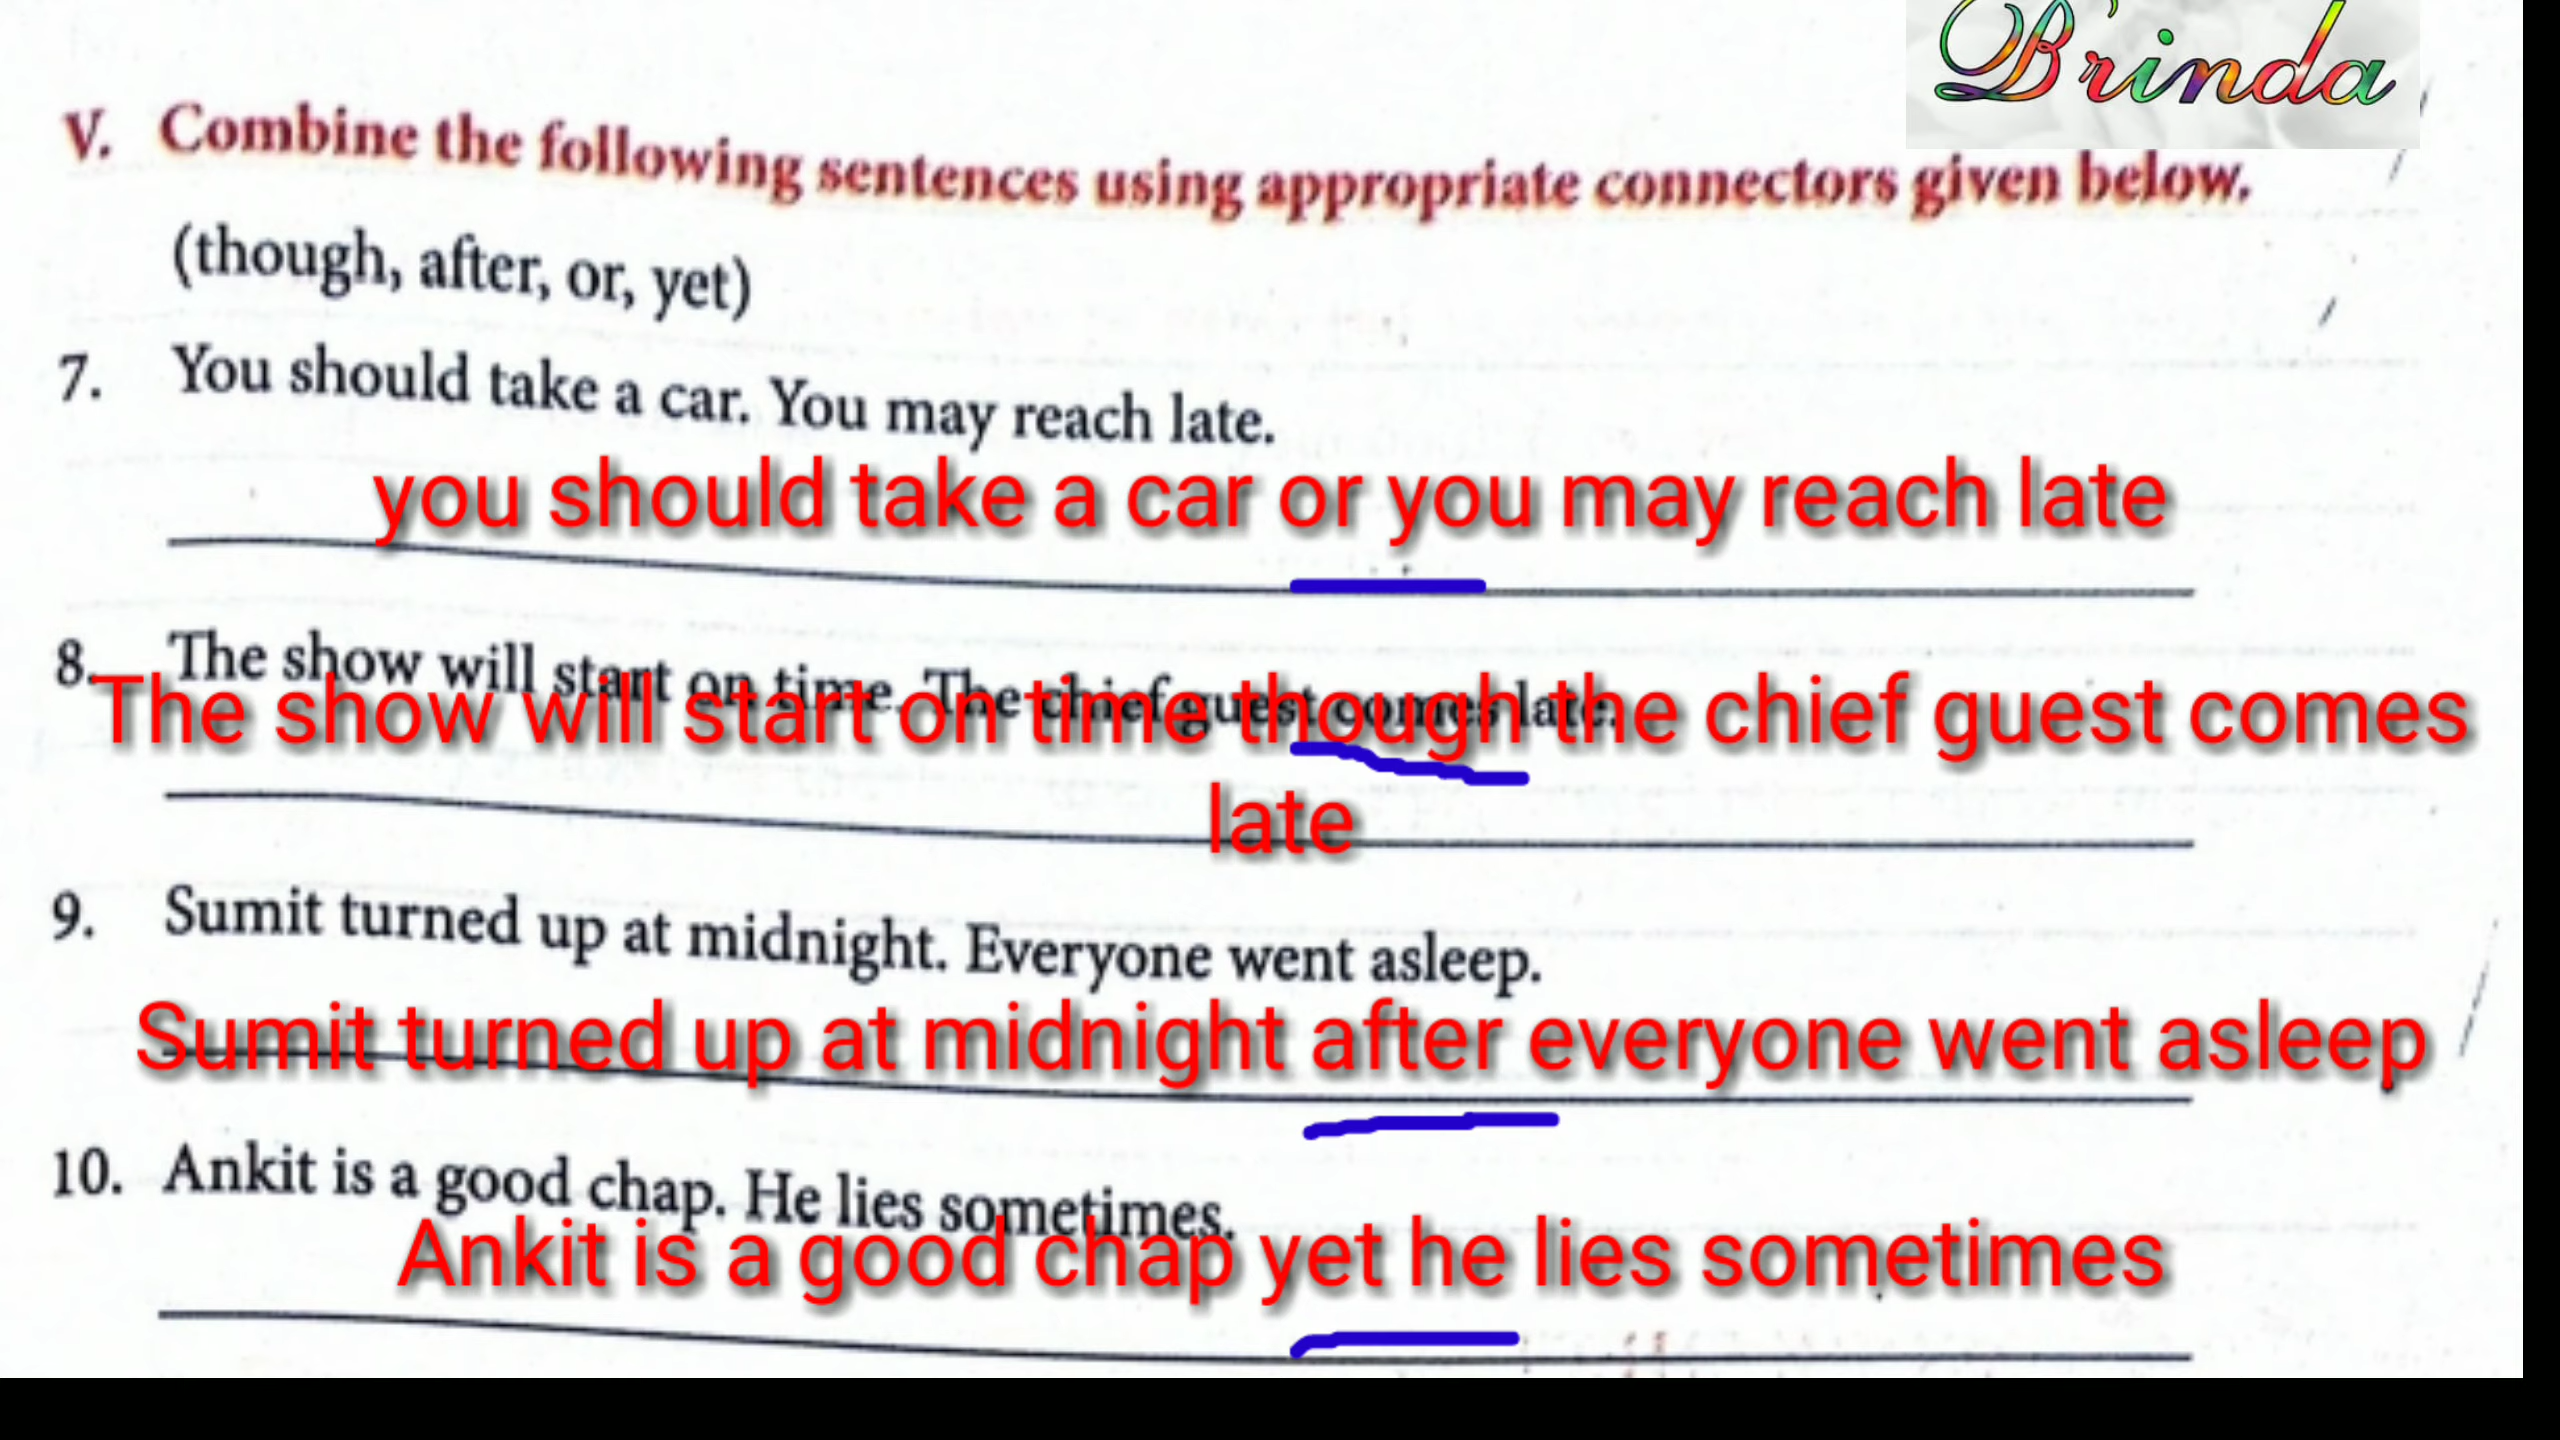 B'rinda
V. Combine the following sentences using appropriate connectors given below.
(though, after, or, yet)
7. You should take a car. You may reach late.
you should take a car or you may reach late
8. The show will start on time. The chief guest comes late.
The show will start on time though the chief guest comes
late
9. Sumit turned up at midnight. Everyone went asleep.
Sumit turned up at midnight after everyone went asleep
10. Ankit is a good chap. He lies sometimes.
Ankit is a good chap yet he lies sometimes